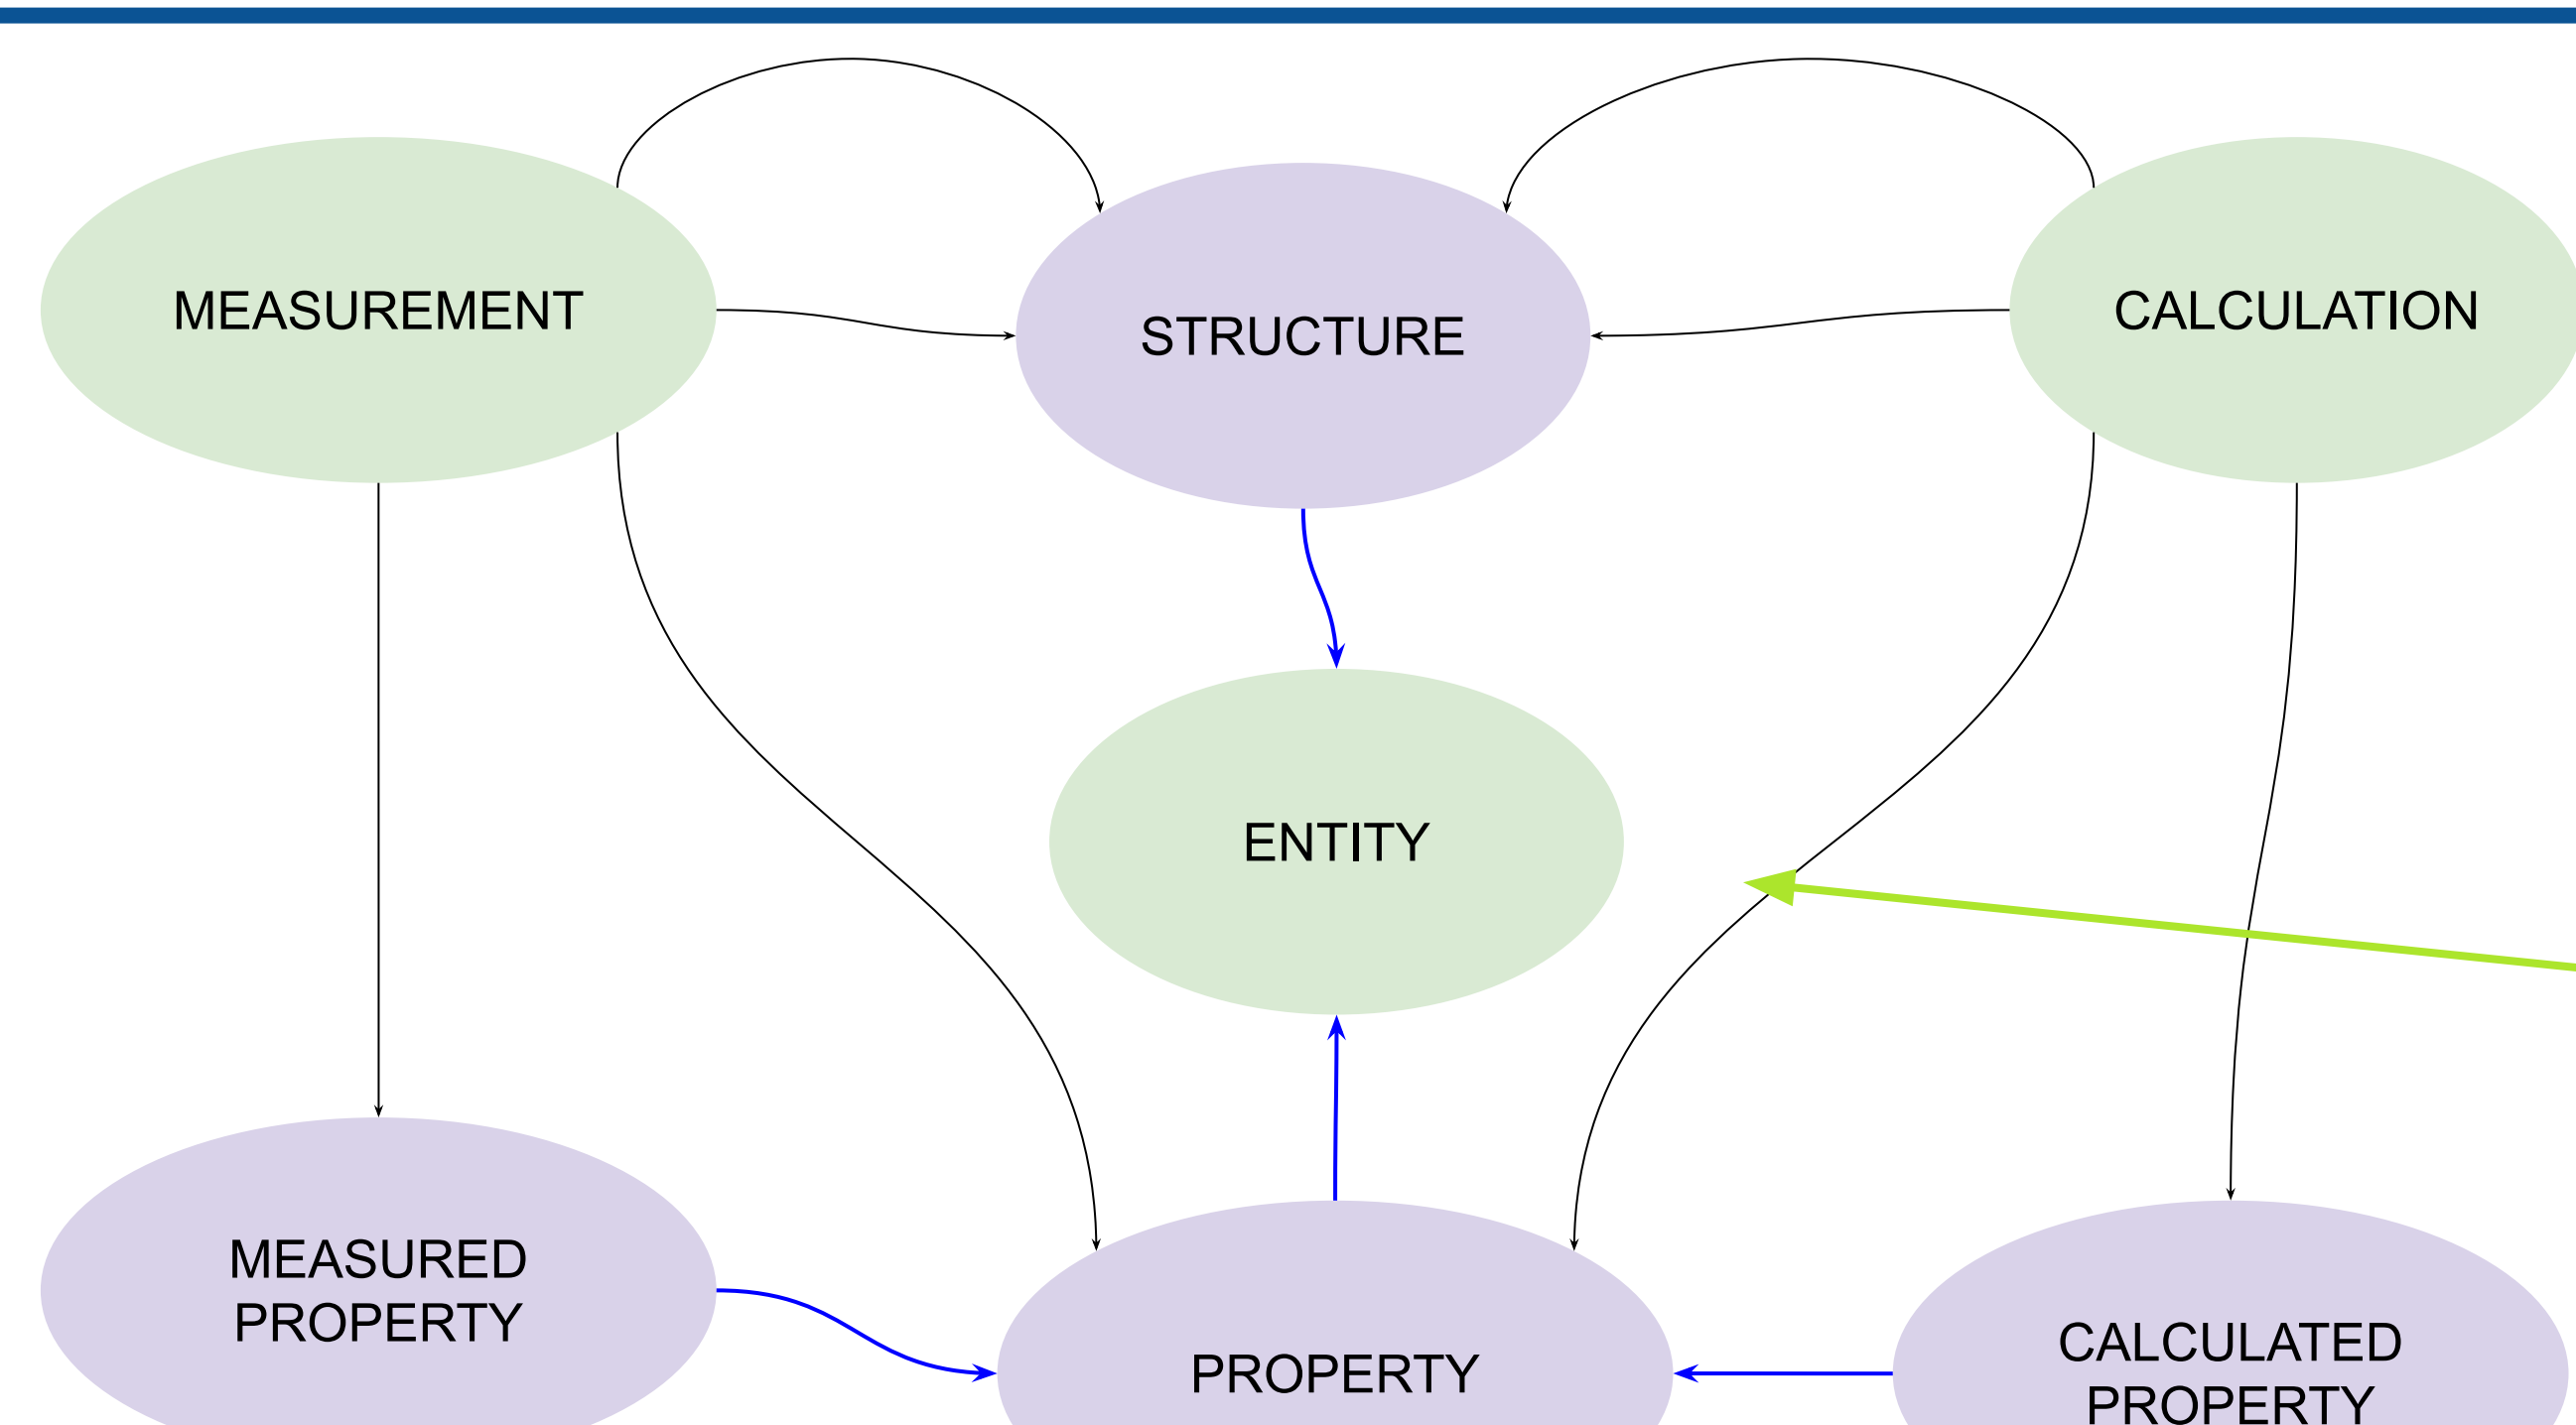 MEASUREMENT
STRUCTURE
CALCULATION
ENTITY
MEASURED
PROPERTY
PROPERTY
CALCULATED
PROPERTY